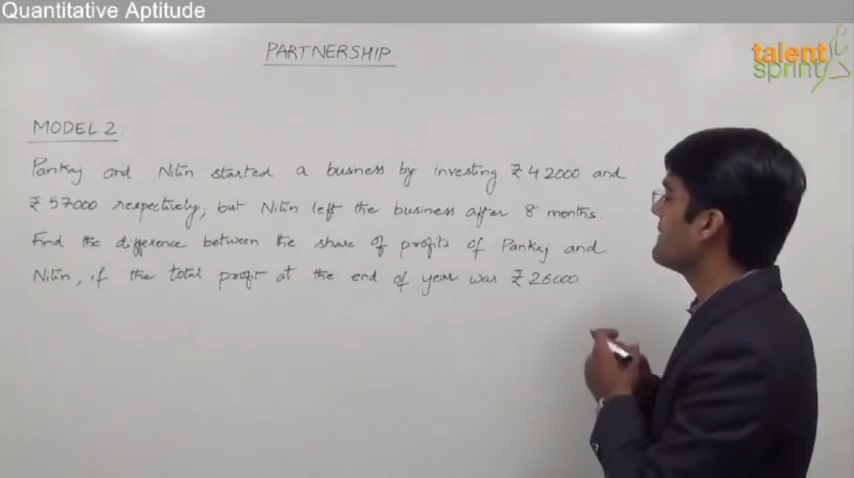 Quantitative Aptitude
PARTNERSHIP
talent
sprint
MODEL 2:
Pankaj and Nitin started a business by investing ₹ 42000 and
₹ 57000 respectively, but Nitin left the business after 8 months.
Find the difference between the share of profits of Pankaj and
Nitin, if the total profit at the end of year was ₹ 26000